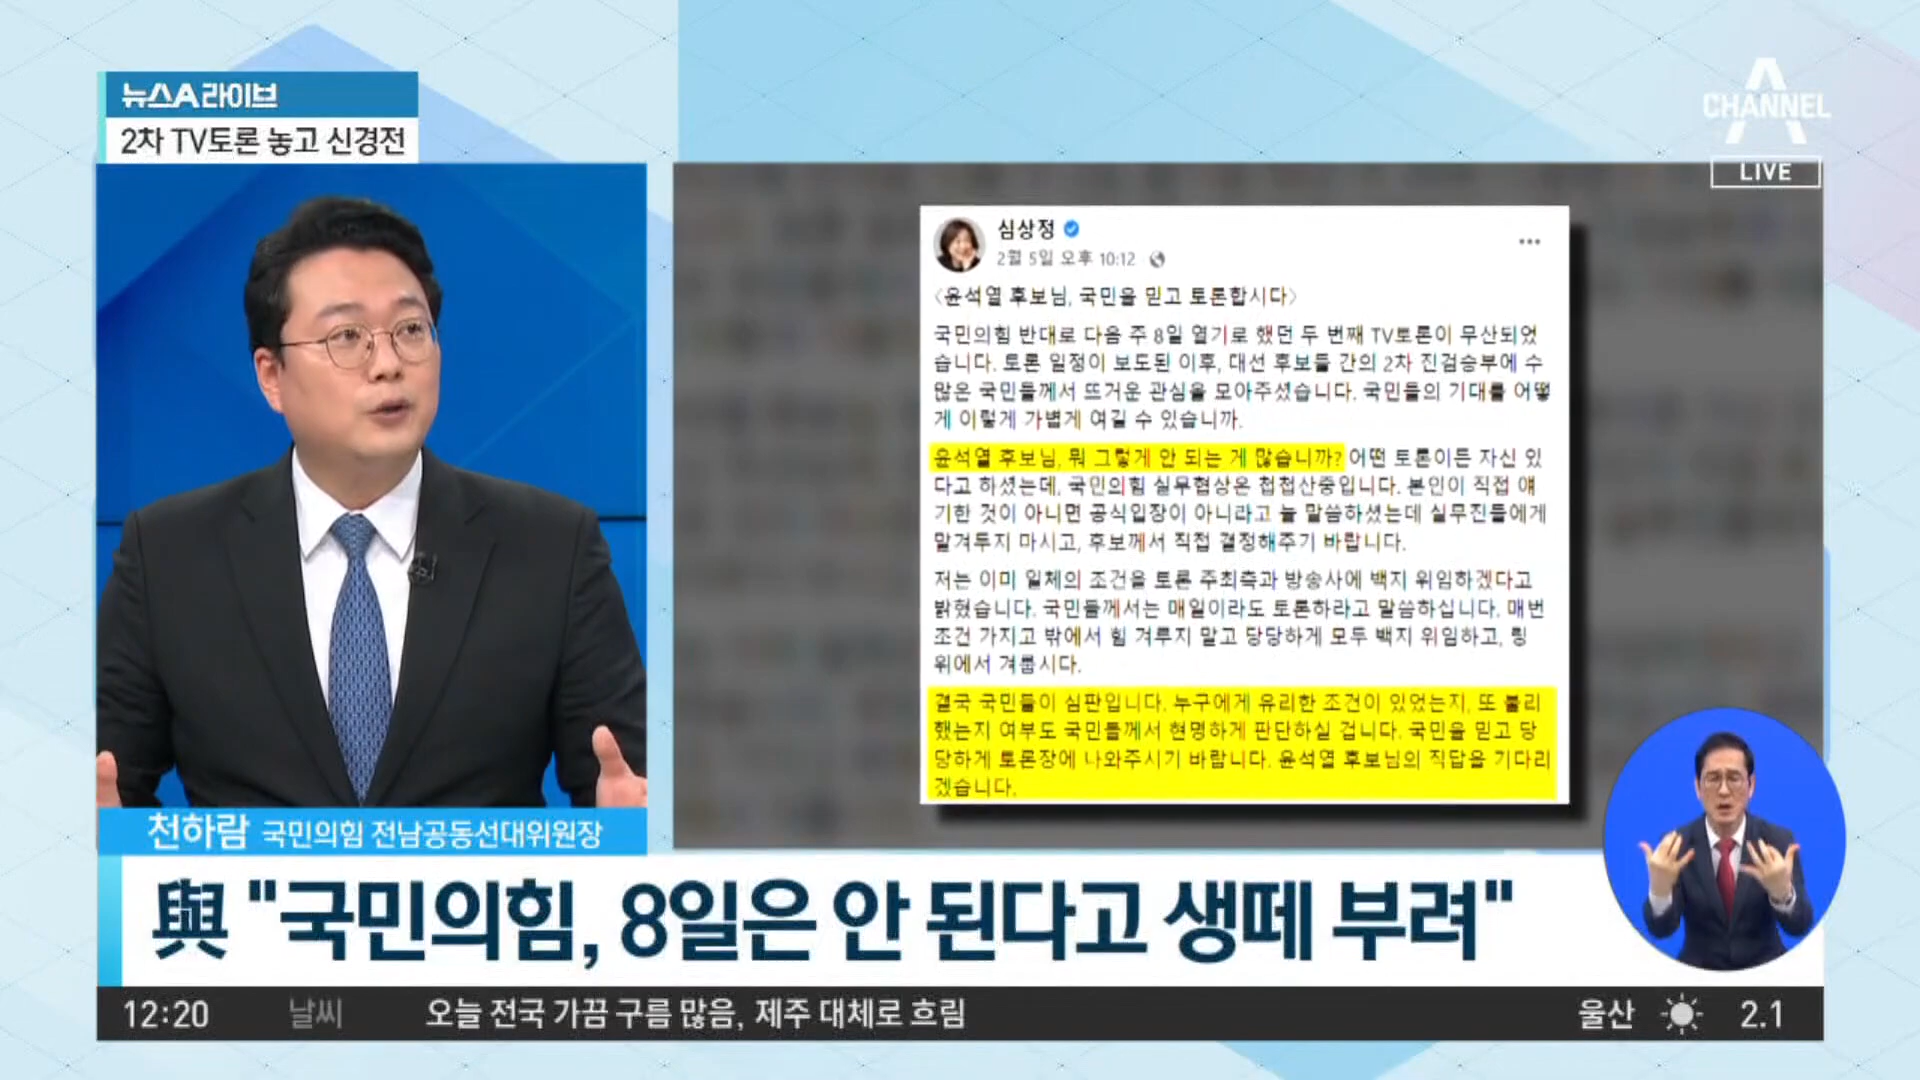 뉴스A 라이브
2차 TV토론 놓고 신경전
CHANNEL A
LIVE
심상정
2월 5일 오후 10:12
<윤석열 후보님, 국민을 믿고 토론합시다>
국민의힘 반대로 다음 주 8일 열기로 했던 두 번째 TV토론이 무산되었
습니다. 토론 일정이 보도된 이후, 대선 후보들 간의 2차 진검승부에 수
많은 국민들께서 뜨거운 관심을 모아주셨습니다. 국민들의 기대를 어떻
게 이렇게 가볍게 여길 수 있습니까.
윤석열 후보님, 뭐 그렇게 안 되는 게 많습니까? 어떤 토론이든 자신 있
다고 하셨는데, 국민의힘 실무협상은 첩첩산중입니다. 본인이 직접 얘
기한 것이 아니면 공식입장이 아니라고 늘 말씀하셨는데 실무진들에게
맡겨두지 마시고, 후보께서 직접 결정해주기 바랍니다.
저는 이미 일체의 조건을 토론 주최측과 방송사에 백지 위임하겠다고
밝혔습니다. 국민들께서는 매일이라도 토론하라고 말씀하십니다. 매번
조건 가지고 밖에서 힘 겨루지 말고 당당하게 모두 백지 위임하고, 링
위에서 겨룹시다.
결국 국민들이 심판입니다. 누구에게 유리한 조건이 있었는지, 또 불리
했는지 여부도 국민들께서 현명하게 판단하실 겁니다. 국민을 믿고 당
당하게 토론장에 나와주시기 바랍니다. 윤석열 후보님의 직답을 기다리
겠습니다.
천하람 국민의힘 전남공동선대위원장
與 "국민의힘, 8일은 안 된다고 생떼 부려"
12:20 날씨 오늘 전국 가끔 구름 많음, 제주 대체로 흐림 울산 2.1